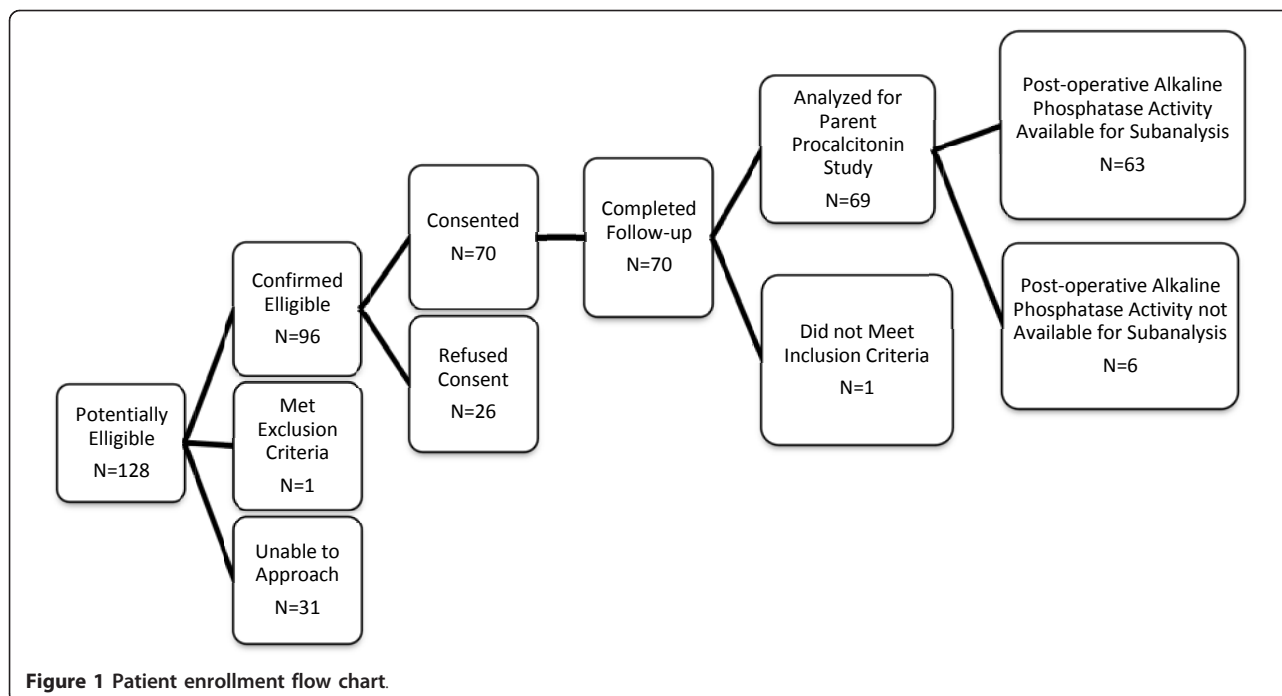 Potentially
Elligible
N=128
Confirmed
Elligible
N=96
Met
Exclusion
Criteria
N=1
Unable to
Approach
N=31
Consented
N=70
Refused
Consent
N=26
Completed
Follow-up
N=70
Analyzed for
Parent
Procalcitonin
Study
N=69
Did not Meet
Inclusion Criteria
N=1
Post-operative Alkaline
Phosphatase Activity
Available for Subanalysis
N=63
Post-operative Alkaline
Phosphatase Activity not
Available for Subanalysis
N=6
Figure 1 Patient enrollment flow chart.